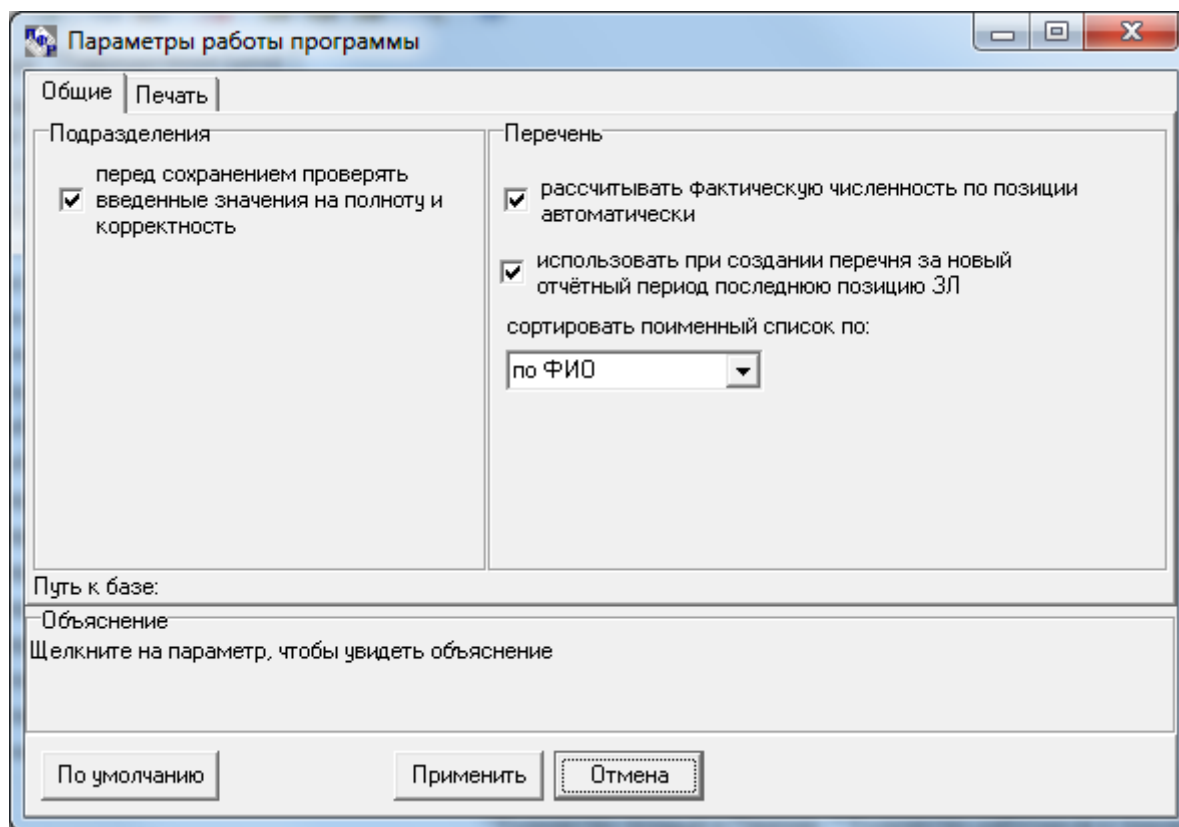 ПФР Параметры работы программы
Общие Печать
Подразделения
перед сохранением проверять
введенные значения на полноту и
корректность
Перечень
рассчитывать фактическую численность по позиции
автоматически
использовать при создании перечня за новый
отчётный период последнюю позицию ЗЛ
сортировать поименный список по:
по ФИО
Путь к базе:
Объяснение
Щелкните на параметр, чтобы увидеть объяснение
По умолчанию Применить Отмена